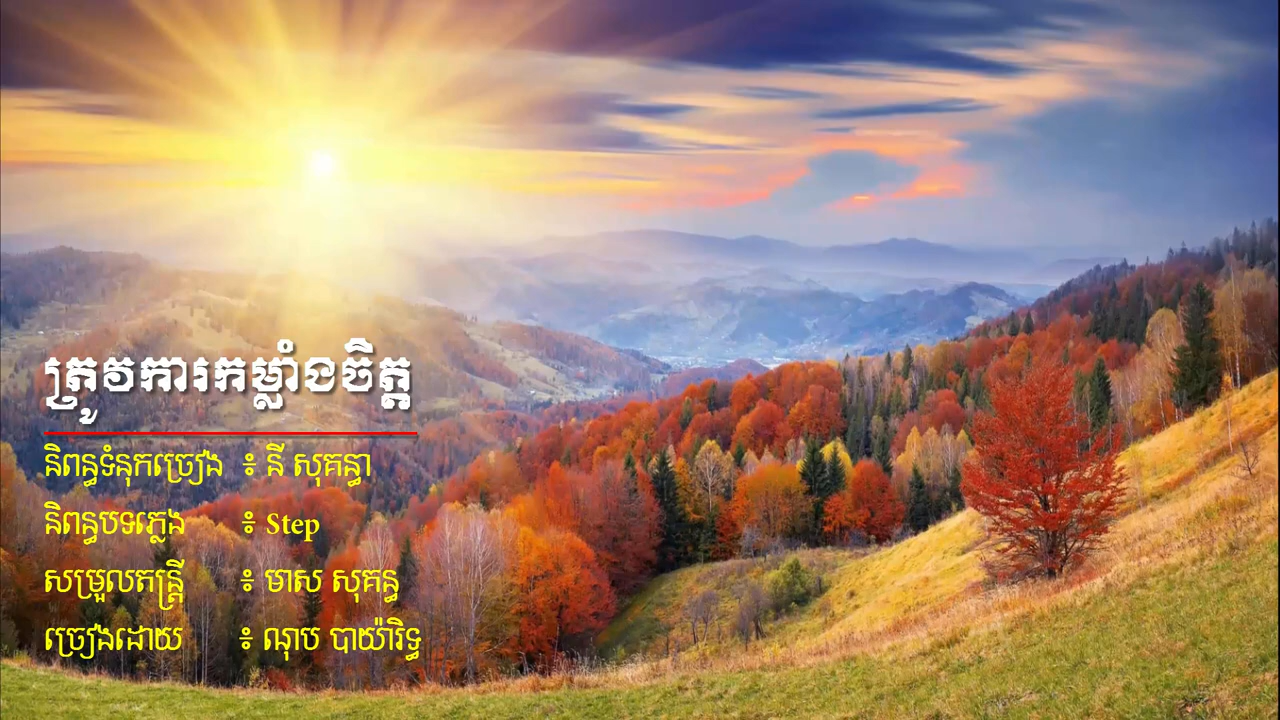 ត្រូវការកម្លាំងចិត្ត
និពន្ធទំនុកច្រៀង ៖ នី សុគន្ធា
និពន្ធបទភ្លេង ៖ Step
សម្រួលតន្ត្រី ៖ មាស សុគន្ធ
ច្រៀងដោយ ៖ ណុប បាយ៉ារិទ្ធ